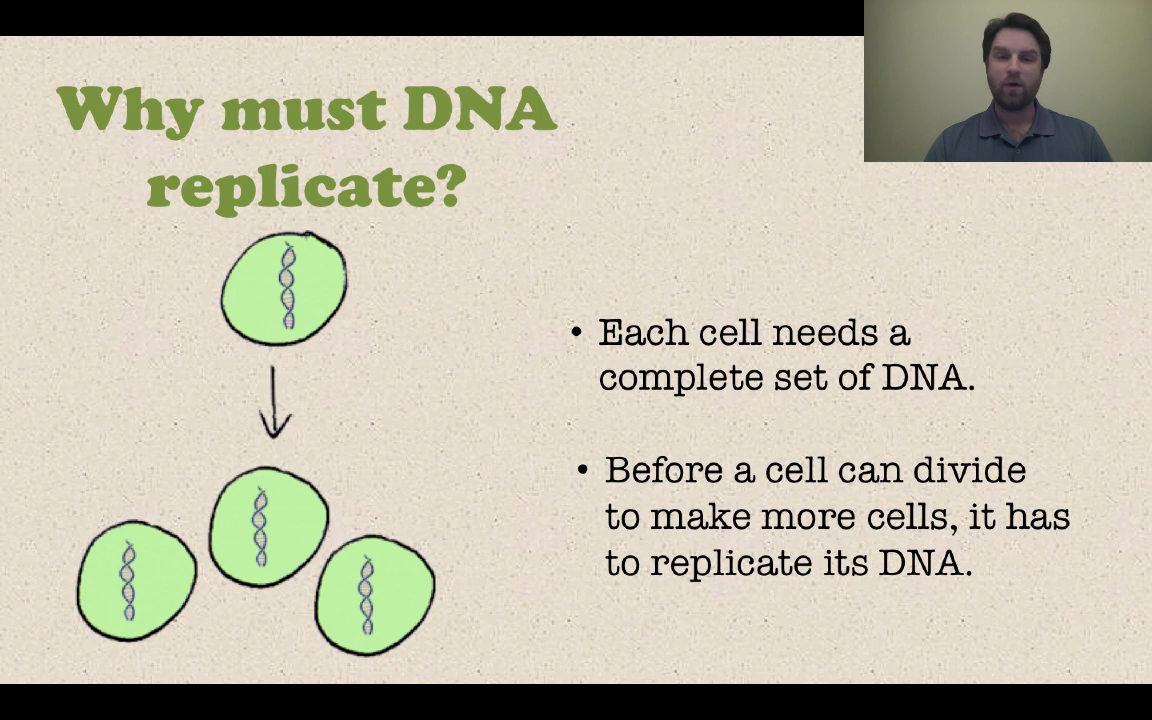 Why must DNA
replicate?
• Each cell needs a
complete set of DNA.
• Before a cell can divide
to make more cells, it has
to replicate its DNA.